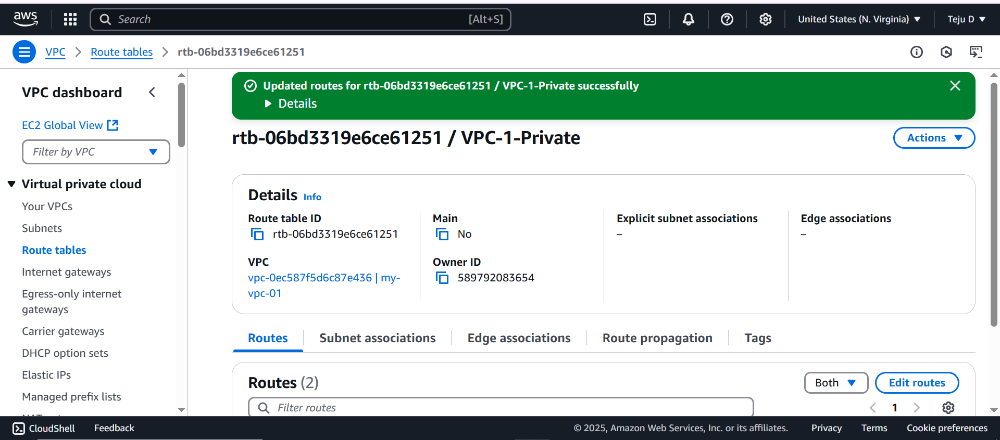 aws
Search [Alt+S]
United States (N. Virginia)
Teju D
VPC
Route tables
rtb-06bd3319e6ce61251
VPC dashboard
EC2 Global View
Filter by VPC
Virtual private cloud
Your VPCs
Subnets
Route tables
Internet gateways
Egress-only internet
gateways
Carrier gateways
DHCP option sets
Elastic IPs
Managed prefix lists
Updated routes for rtb-06bd3319e6ce61251 / VPC-1-Private successfully
Details
rtb-06bd3319e6ce61251 / VPC-1-Private
Actions
Details Info
Route table ID
rtb-06bd3319e6ce61251
Main
No
Explicit subnet associations
–
Edge associations
–
VPC
vpc-0ec587f5d6c87e436 | my-
vpc-01
Owner ID
589792083654
Routes
Subnet associations
Edge associations
Route propagation
Tags
Routes (2)
Both
Edit routes
Filter routes
1
CloudShell
Feedback
© 2025, Amazon Web Services, Inc. or its affiliates.
Privacy
Terms
Cookie preferences